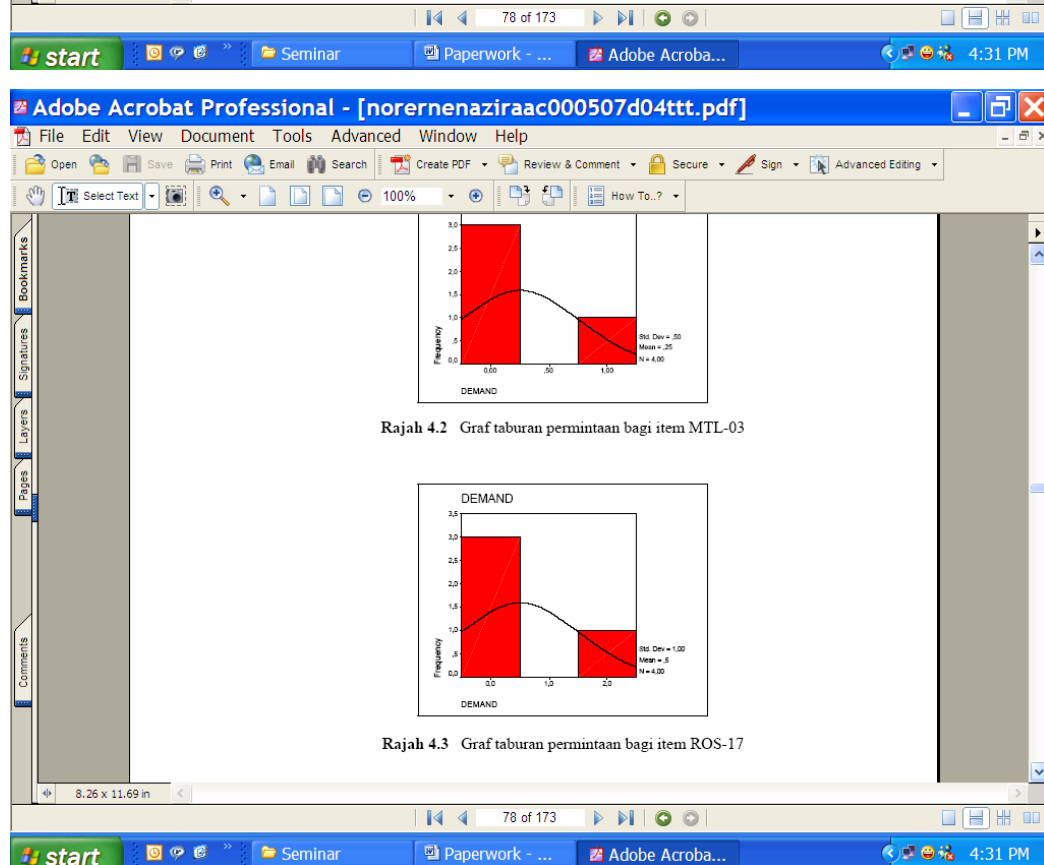 78 of 173
start
»
Seminar
Paperwork - ...
Adobe Acroba...
4:31 PM
Adobe Acrobat Professional - [norernenaziraac000507d04ttt.pdf]
File Edit View Document Tools Advanced Window Help
Open Save Print Email Search Create PDF Review & Comment Secure Sign Advanced Editing
Select Text 100% How To..?
Bookmarks
Signatures
Layers
Pages
Comments
3,0
2,5
2,0
1,5
1,0
,5
0,0
Frequency
0,00 ,50 1,00
DEMAND
Std. Dev = ,50
Mean = ,25
N = 4,00
Rajah 4.2 Graf taburan permintaan bagi item MTL-03
DEMAND
3,5
3,0
2,5
2,0
1,5
1,0
,5
0,0
Frequency
0,0 1,0 2,0
DEMAND
Std. Dev = 1,00
Mean = ,5
N = 4,00
Rajah 4.3 Graf taburan permintaan bagi item ROS-17
8.26 x 11.69 in
78 of 173
start
»
Seminar
Paperwork - ...
Adobe Acroba...
4:31 PM